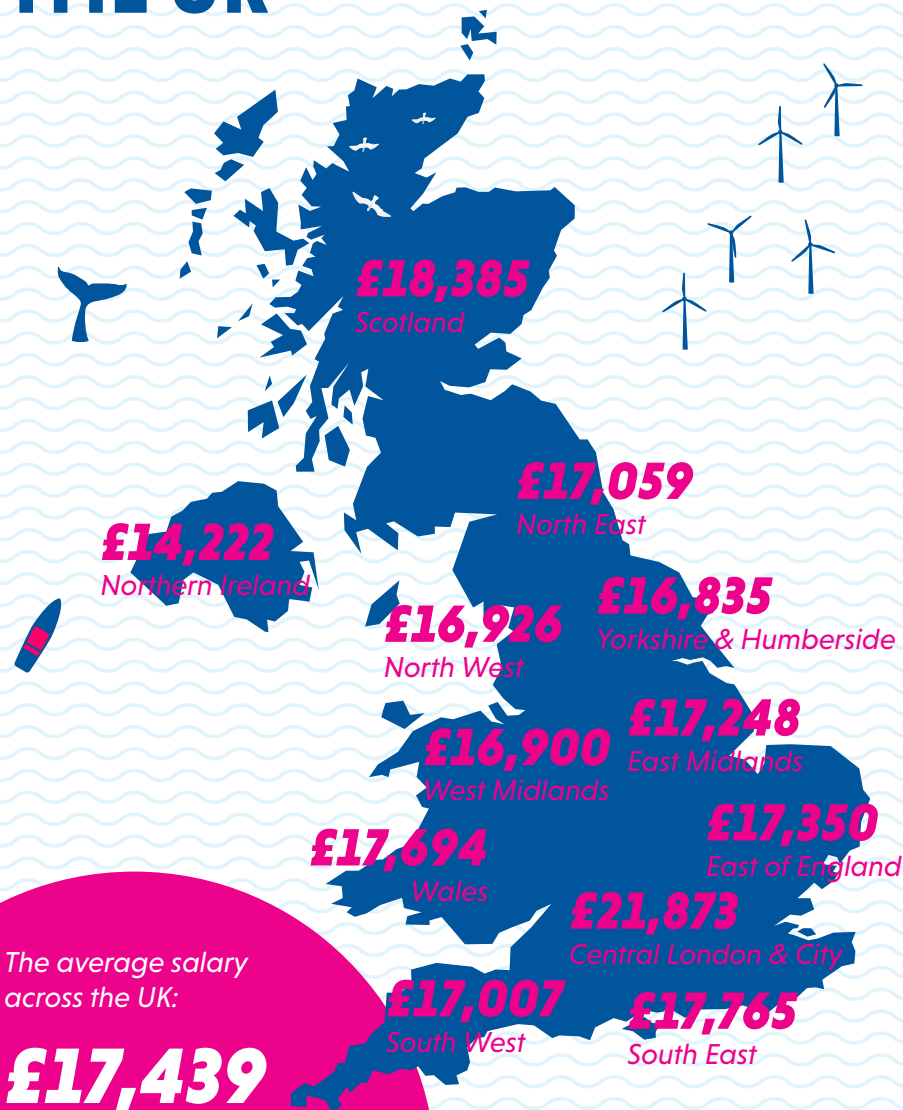 THE UK
£18,385
Scotland
£17,059
North East
£14,222
Northern Ireland
£16,835
Yorkshire & Humberside
£16,926
North West
£17,248
East Midlands
£16,900
West Midlands
£17,350
East of England
£17,694
Wales
£21,873
Central London & City
£17,007
South West
£17,765
South East
The average salary
across the UK:
£17,439